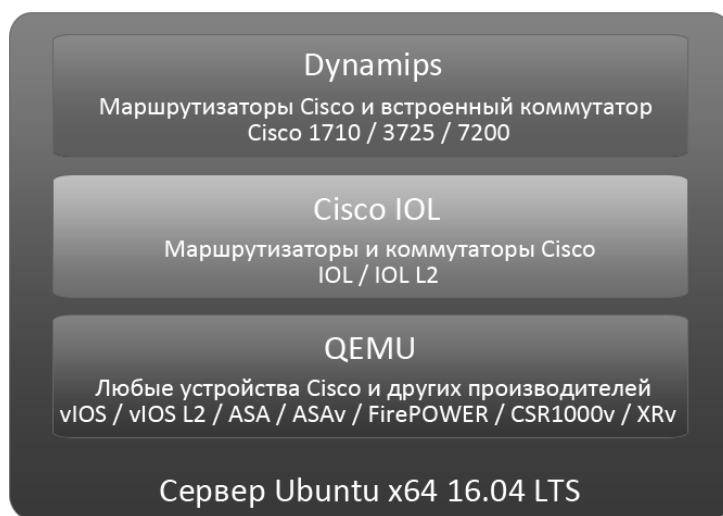 Dynamips
Маршрутизаторы Cisco и встроенный коммутатор
Cisco 1710 / 3725 / 7200
Cisco IOL
Маршрутизаторы и коммутаторы Cisco
IOL / IOL L2
QEMU
Любые устройства Cisco и других производителей
vIOS / vIOS L2 / ASA / ASAv / FirePOWER / CSR1000v / XRv
Сервер Ubuntu x64 16.04 LTS